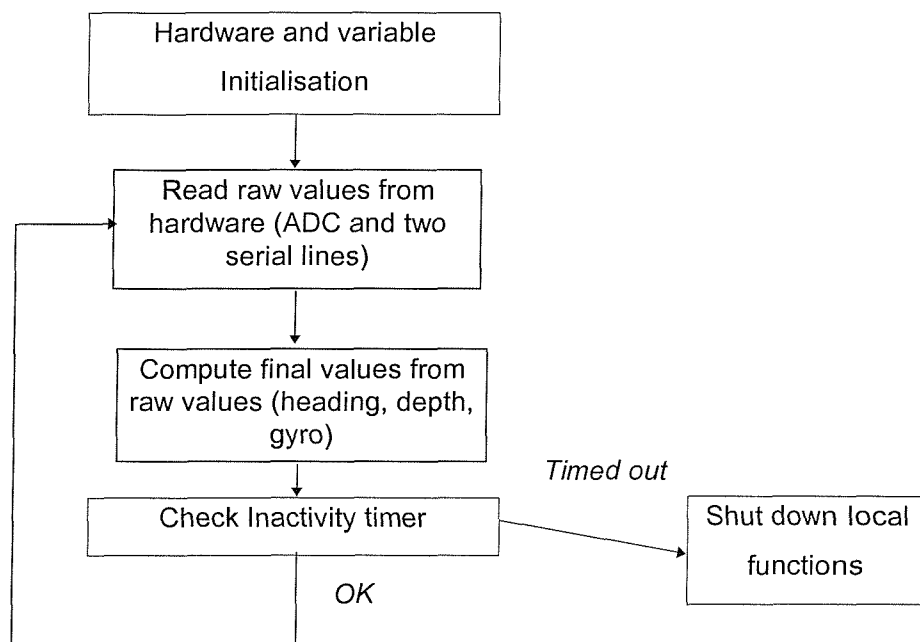 Hardware and variable
Initialisation
Read raw values from
hardware (ADC and two
serial lines)
Compute final values from
raw values (heading, depth,
gyro)
Timed out
Check Inactivity timer
Shut down local
functions
OK